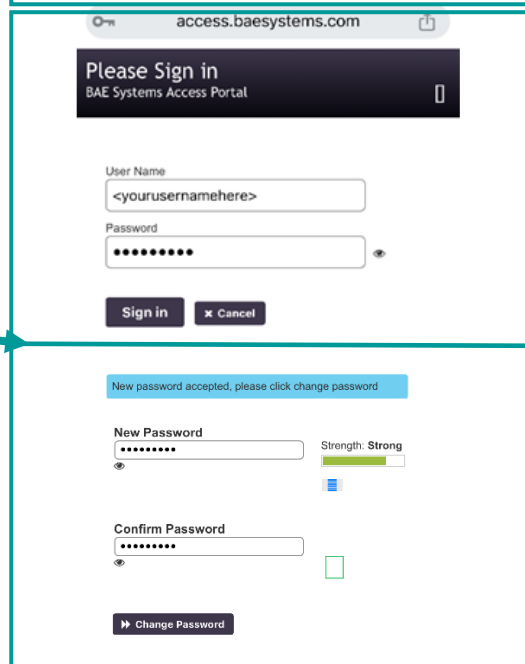 access.baesystems.com
Please Sign in
BAE Systems Access Portal
User Name
<yourusernamehere>
Password
•••••••••
Sign in
× Cancel
New password accepted, please click change password
New Password
Strength: Strong
•••••••••
Confirm Password
•••••••••
Change Password